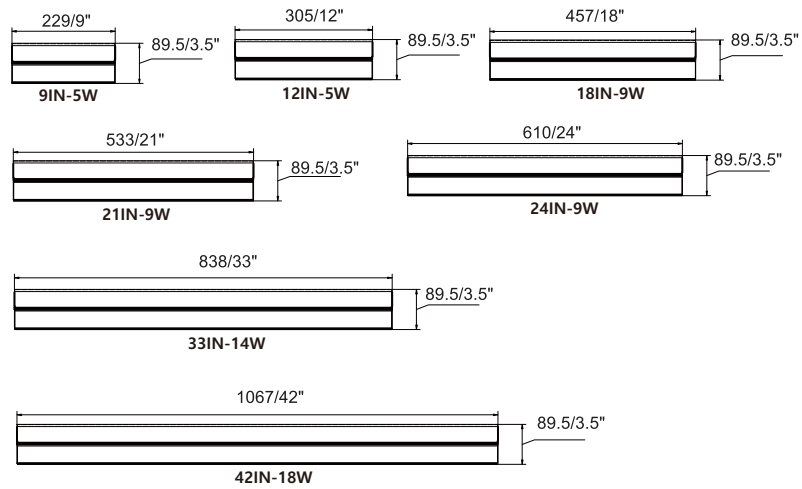 229/9"
89.5/3.5"
9IN-5W
305/12"
89.5/3.5"
12IN-5W
457/18"
89.5/3.5"
18IN-9W
533/21"
89.5/3.5"
21IN-9W
610/24"
89.5/3.5"
24IN-9W
838/33"
89.5/3.5"
33IN-14W
1067/42"
89.5/3.5"
42IN-18W